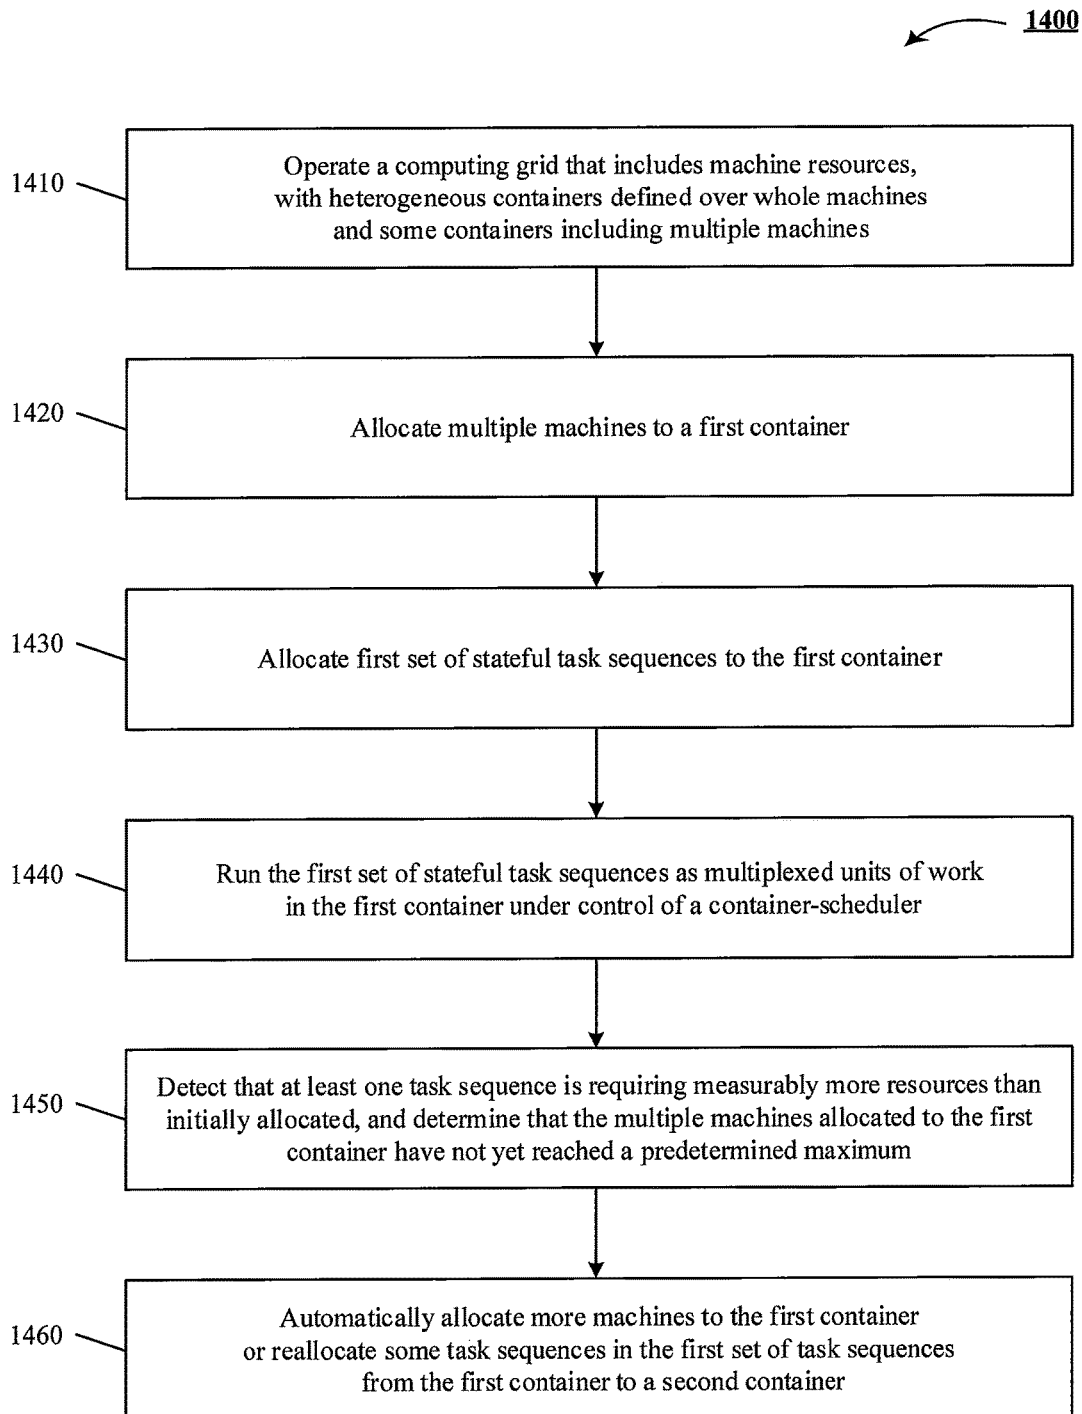 1400
1410
Operate a computing grid that includes machine resources,
with heterogeneous containers defined over whole machines
and some containers including multiple machines
1420
Allocate multiple machines to a first container
1430
Allocate first set of stateful task sequences to the first container
1440
Run the first set of stateful task sequences as multiplexed units of work
in the first container under control of a container-scheduler
1450
Detect that at least one task sequence is requiring measurably more resources than
initially allocated, and determine that the multiple machines allocated to the first
container have not yet reached a predetermined maximum
1460
Automatically allocate more machines to the first container
or reallocate some task sequences in the first set of task sequences
from the first container to a second container